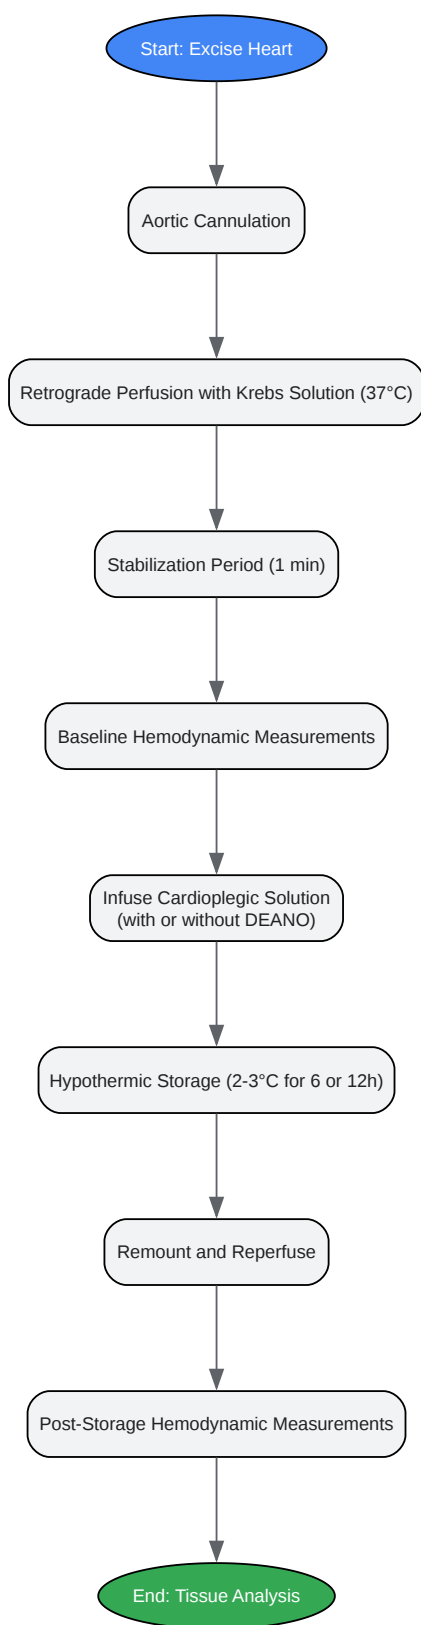 Start: Excise Heart
Aortic Cannulation
Retrograde Perfusion with Krebs Solution (37°C)
Stabilization Period (1 min)
Baseline Hemodynamic Measurements
Infuse Cardioplegic Solution
(with or without DEANO)
Hypothermic Storage (2-3°C for 6 or 12h)
Remount and Reperfuse
Post-Storage Hemodynamic Measurements
End: Tissue Analysis